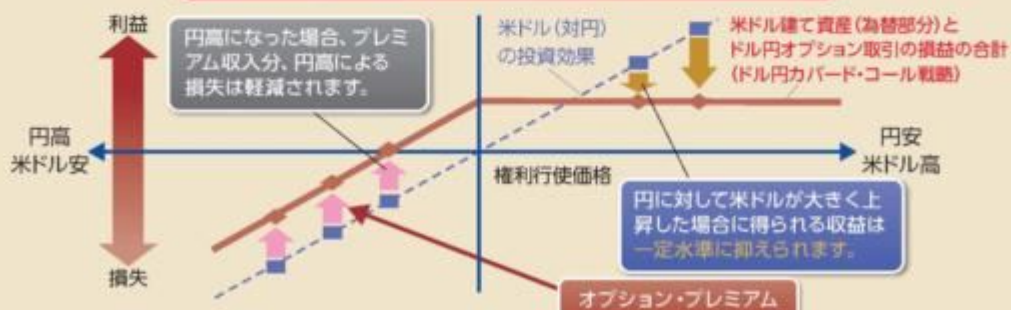 利益
円高になった場合、プレミ
アム収入分、円高による
損失は軽減されます。
米ドル(対円)
の投資効果
米ドル建て資産(為替部分)と
ドル円オプション取引の損益の合計
(ドル円カバード・コール戦略)
円高
米ドル安
円安
米ドル高
権利行使価格
円に対して米ドルが大きく上
昇した場合に得られる収益は
一定水準に抑えられます。
損失
オプション・プレミアム